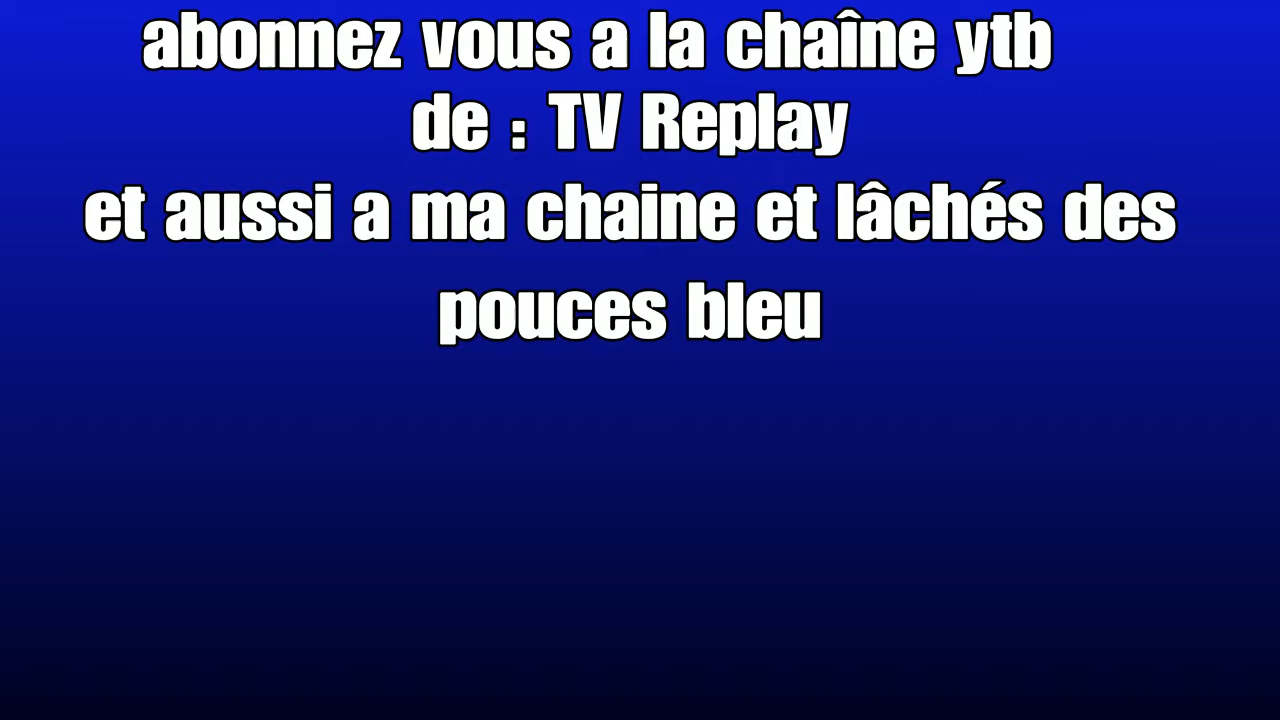 abonnez vous a la chaîne ytb
de : TV Replay
et aussi a ma chaine et lâchés des
pouces bleu